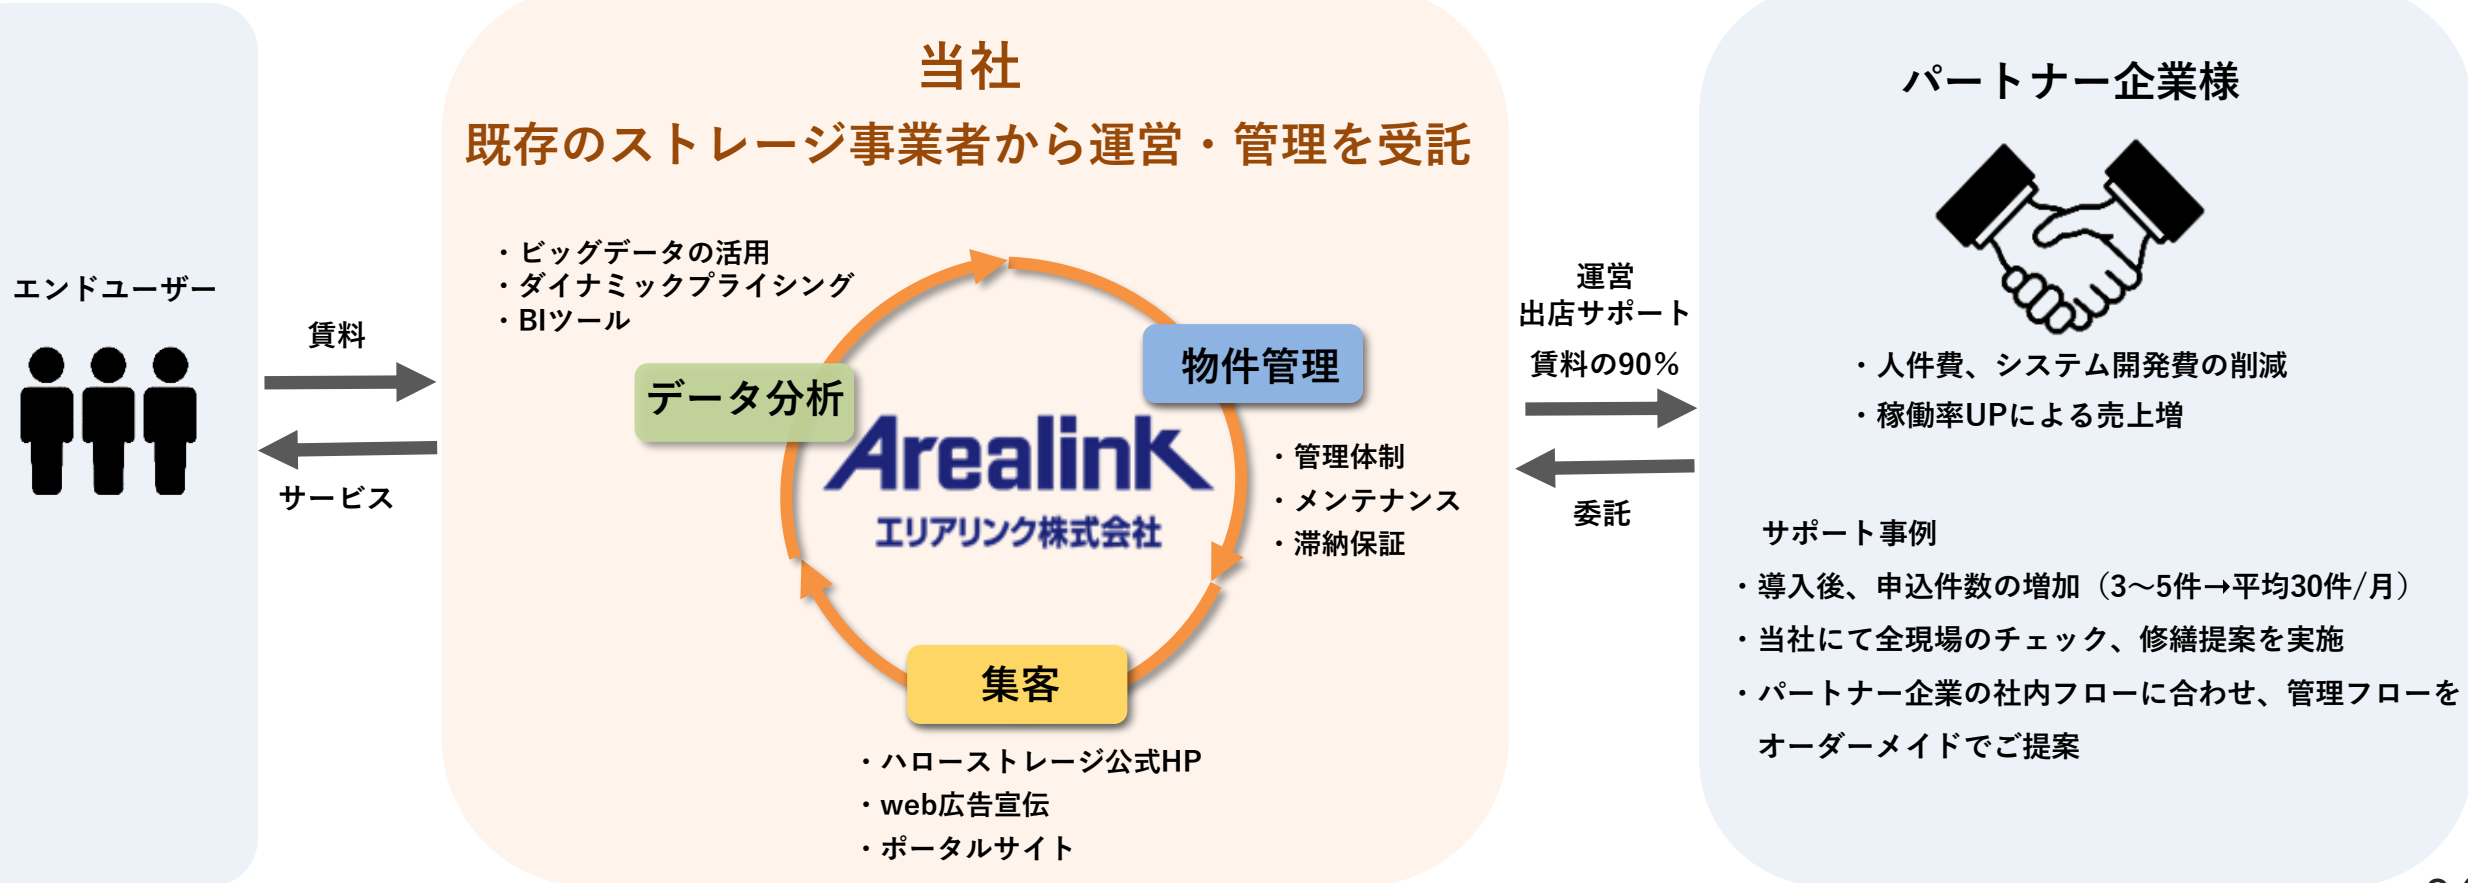 エンドユーザー
賃料
サービス
当社
既存のストレージ事業者から運営・管理を受託
・ビッグデータの活用
・ダイナミックプライシング
・BIツール
データ分析
物件管理
・管理体制
・メンテナンス
・滞納保証
Arealink
エリアリンク株式会社
集客
・ハローストレージ公式HP
・web広告宣伝
・ポータルサイト
運営
出店サポート
賃料の90%
委託
パートナー企業様
・人件費、システム開発費の削減
・稼働率UPによる売上増
サポート事例
・導入後、申込件数の増加（3～5件→平均30件/月）
・当社にて全現場のチェック、修繕提案を実施
・パートナー企業の社内フローに合わせ、管理フローを
オーダーメイドでご提案